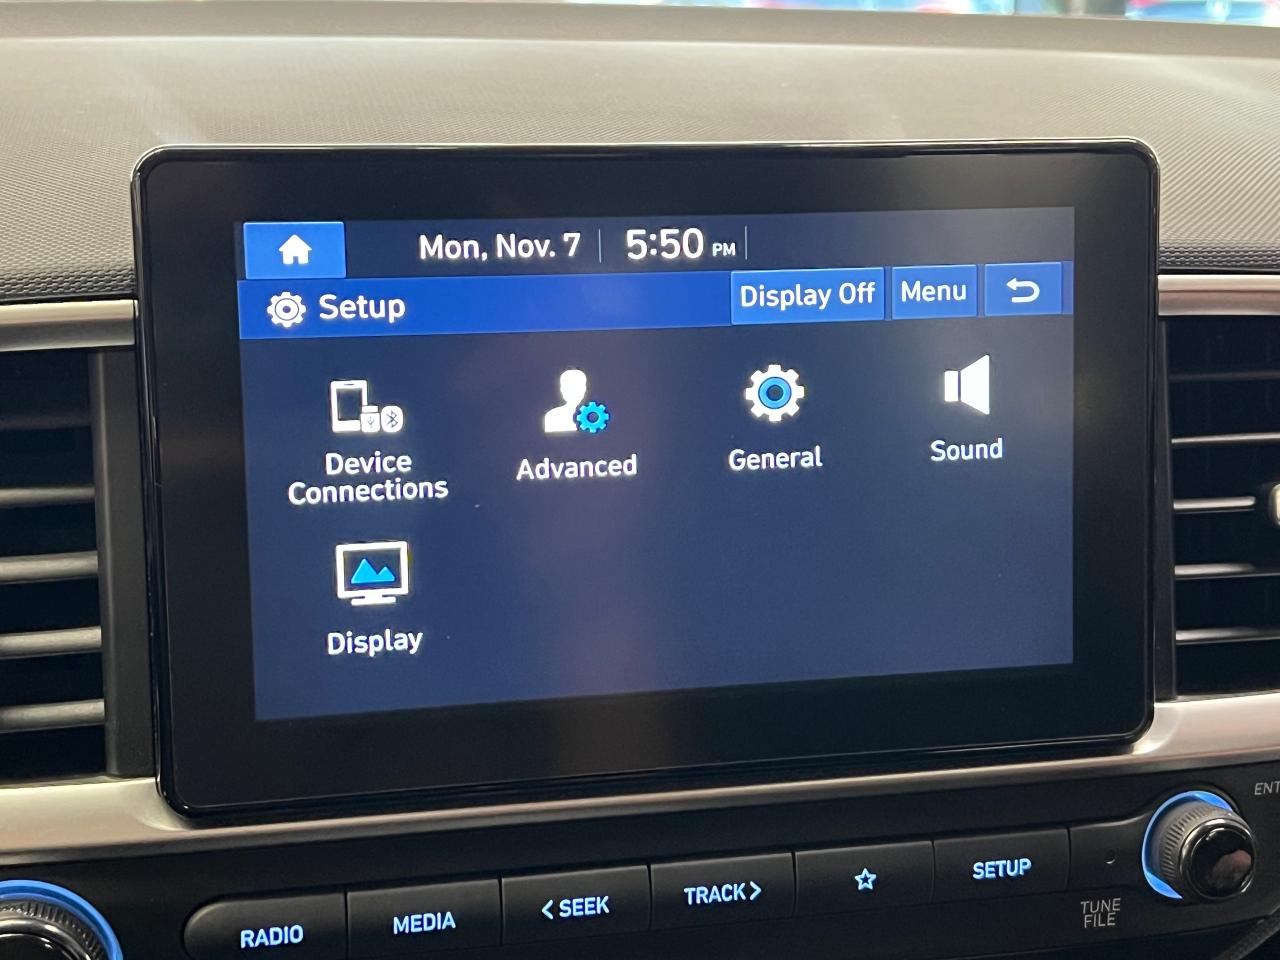 Mon, Nov. 7 5:50 PM
Setup Display Off Menu
Device
Connections
Advanced
General
Sound
Display
RADIO
MEDIA
< SEEK
TRACK >
☆
SETUP
TUNE
FILE
ENT